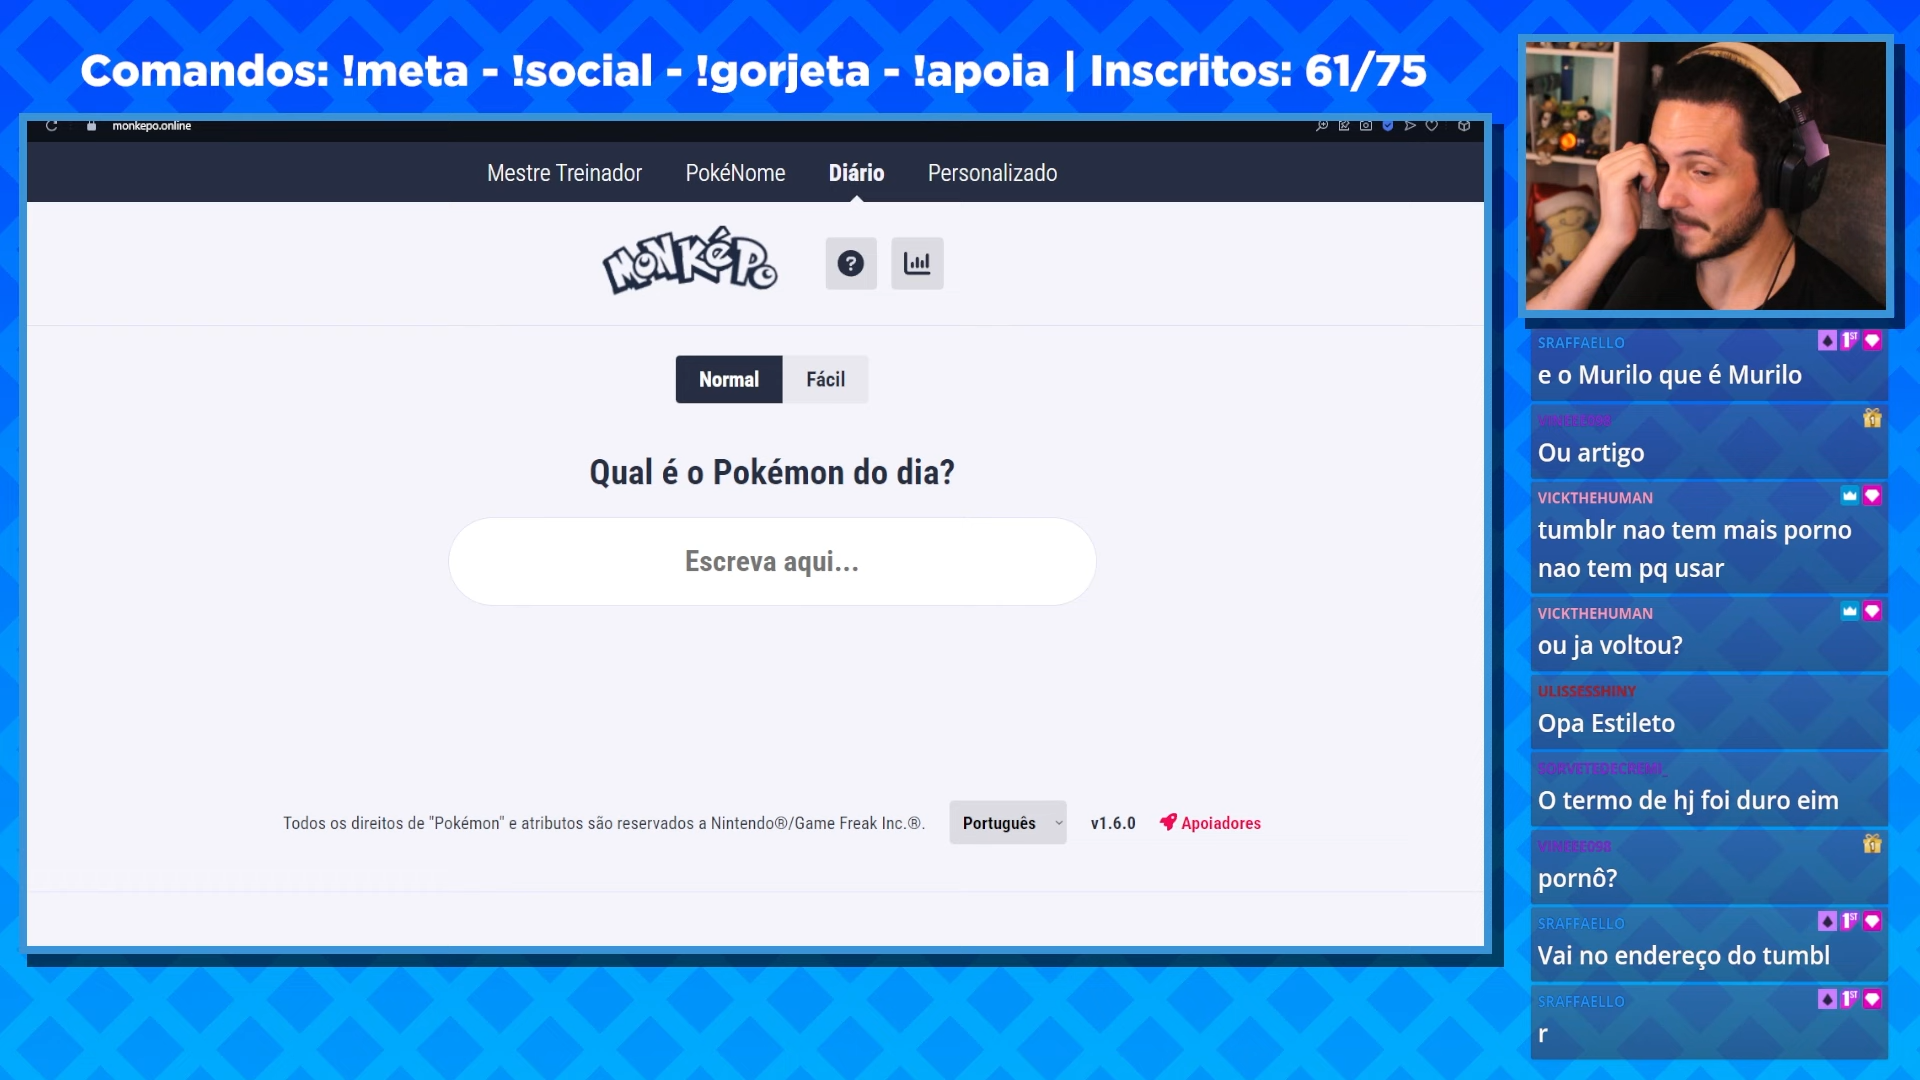 Comandos: !meta - !social - !gorjeta - !apoia | Inscritos: 61/75
monkepo.online
Mestre Treinador PokéNome Diário Personalizado
MONKéPo
Normal Fácil
Qual é o Pokémon do dia?
Escreva aqui...
Todos os direitos de "Pokémon" e atributos são reservados a Nintendo®/Game Freak Inc.®. Português v1.6.0 Apoiadores
SRAFFAELLO
e o Murilo que é Murilo
Ou artigo
VICKTHEHUMAN
tumblr nao tem mais porno
nao tem pq usar
VICKTHEHUMAN
ou ja voltou?
ULISSESSHINY
Opa Estileto
O termo de hj foi duro eim
pornô?
SRAFFAELLO
Vai no endereço do tumbl
SRAFFAELLO
r